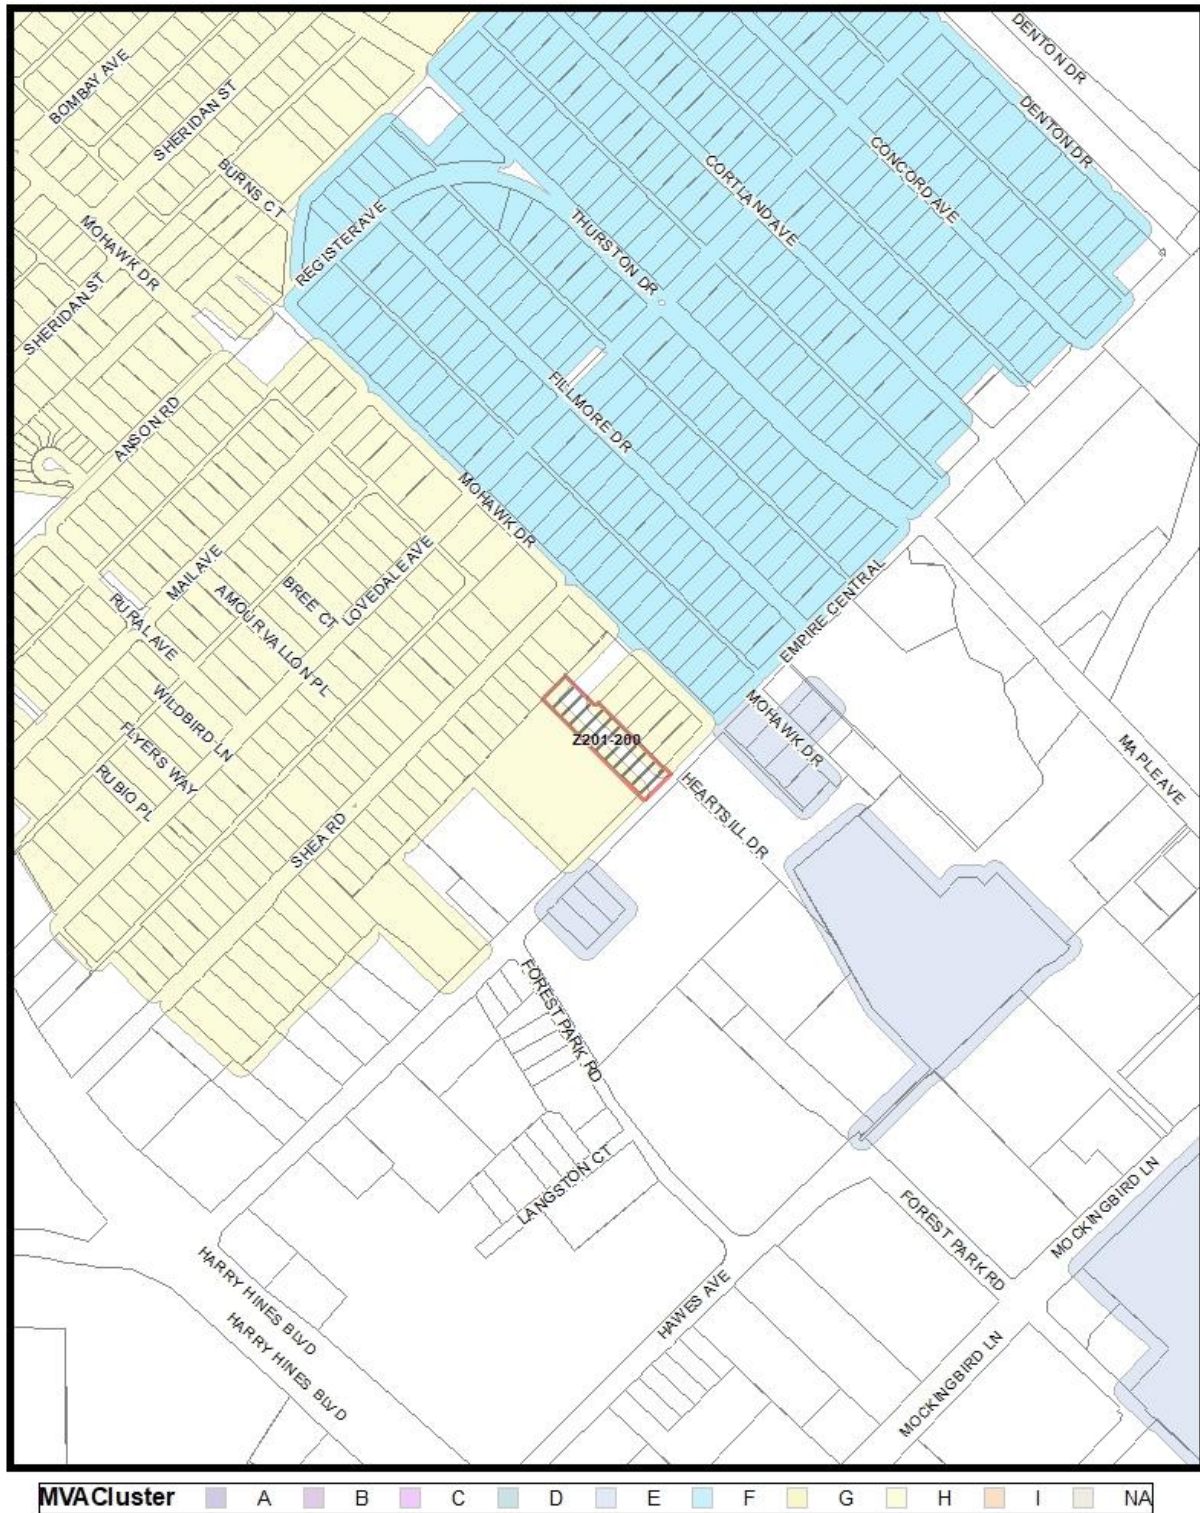 DENTON DR
BOMBAY AVE
SHERIDAN ST
DENTON DR
CONCORD AVE
CORTLAND AVE
BURNS CT
REGISTER AVE
THURSTON DR
MOHAWK DR
SHERIDAN ST
FILLMORE DR
ANSON RD
MOHAWK DR
MAIL AVE
BREE CT
LOVEDALE AVE
EMPIRE CENTRAL
RURAL AVE
AMOUR VALLON PL
WILDBIRD LN
FLYERS WAY
RUBIO PL
Z201-200
MOHAWK DR
MAPLE AVE
HEARTSILL DR
SHEA RD
FOREST PARK RD
LANGSTON CT
MOCKINGBIRD LN
FOREST PARK RD
HARRY HINES BLVD
HARRY HINES BLVD
HAWES AVE
MOCKINGBIRD LN
MVACluster A B C D E F G H I NA